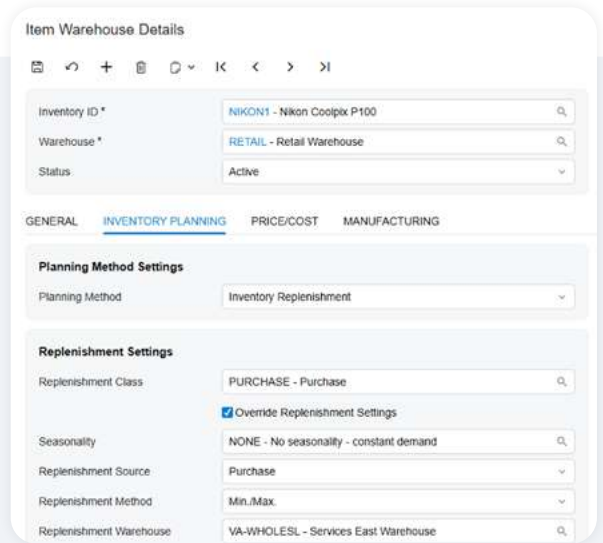 Item Warehouse Details
Inventory ID * NIKON1 - Nikon Coolpix P100
Warehouse * RETAIL - Retail Warehouse
Status Active
GENERAL INVENTORY PLANNING PRICE/COST MANUFACTURING
Planning Method Settings
Planning Method Inventory Replenishment
Replenishment Settings
Replenishment Class PURCHASE - Purchase
Override Replenishment Settings
Seasonality NONE - No seasonality - constant demand
Replenishment Source Purchase
Replenishment Method Min./Max.
Replenishment Warehouse VA-WHOLESL - Services East Warehouse